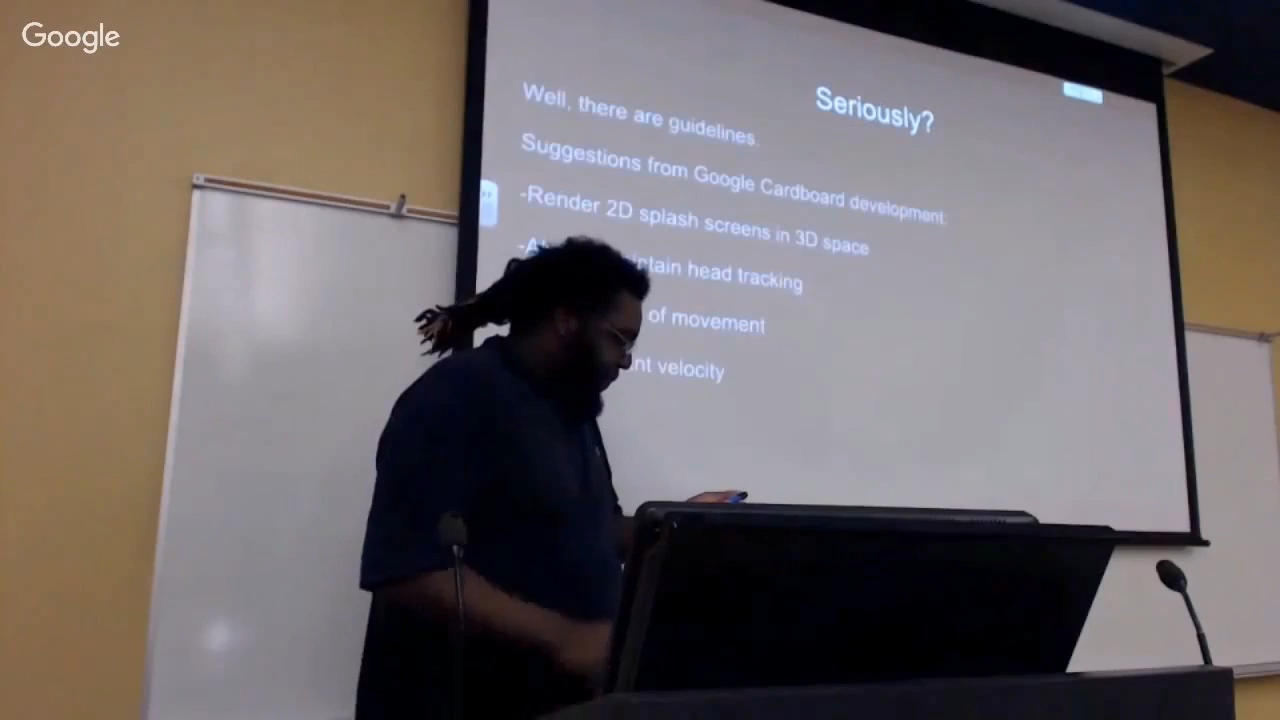 Google
Seriously?
Well, there are guidelines.
Suggestions from Google Cardboard development:
-Render 2D splash screens in 3D space
head tracking
of movement
velocity